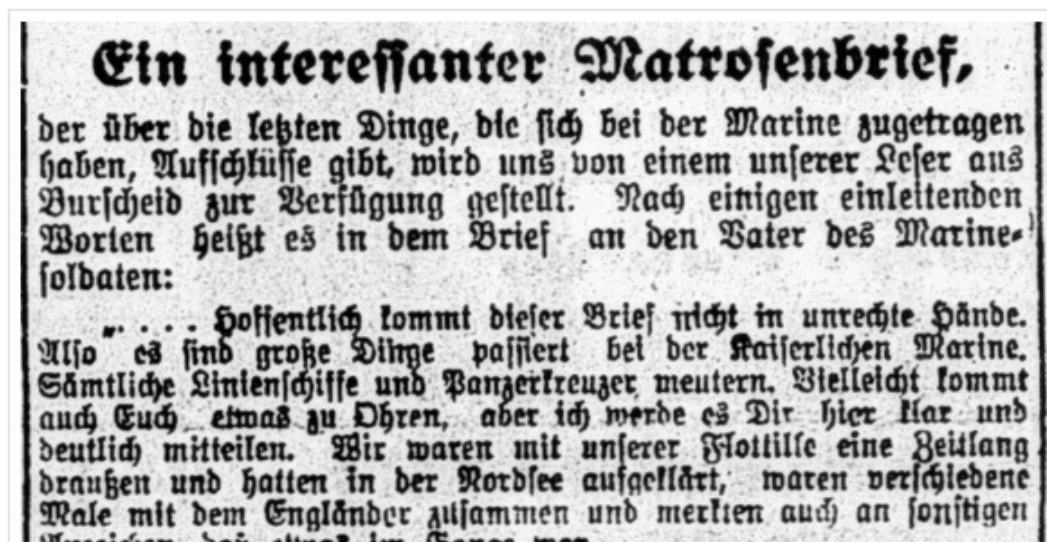 Ein interessanter Matrosenbrief,
der über die letzten Dinge, die sich bei der Marine zugetragen
haben, Aufschlüsse gibt, wird uns von einem unserer Leser aus
Burscheid zur Verfügung gestellt. Nach einigen einleitenden
Worten heißt es in dem Brief an den Vater des Marine-
soldaten:
„. . . . Hoffentlich kommt dieser Brief nicht in unrechte Hände.
Also es sind große Dinge passiert bei der Kaiserlichen Marine.
Sämtliche Linienschiffe und Panzerkreuzer meutern. Vielleicht kommt
auch Euch etwas zu Ohren, aber ich werde es Dir hier klar und
deutlich mitteilen. Wir waren mit unserer Flottille eine Zeitlang
draußen und hatten in der Nordsee aufgeklärt, waren verschiedene
Male mit dem Engländer zusammen und merkten auch an sonstigen